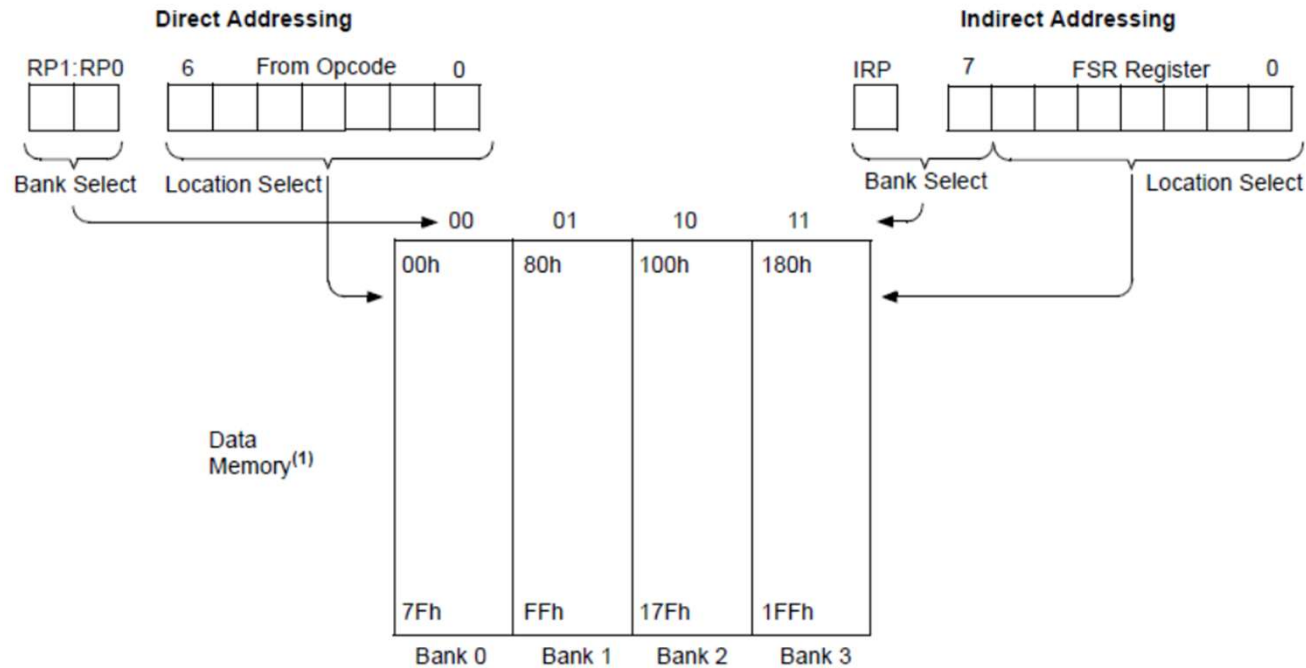 Direct Addressing
Indirect Addressing
RP1:RP0 6 From Opcode 0
IRP 7 FSR Register 0
Bank Select Location Select
Bank Select Location Select
00 01 10 11
00h 80h 100h 180h
Data
Memory(1)
7Fh FFh 17Fh 1FFh
Bank 0 Bank 1 Bank 2 Bank 3